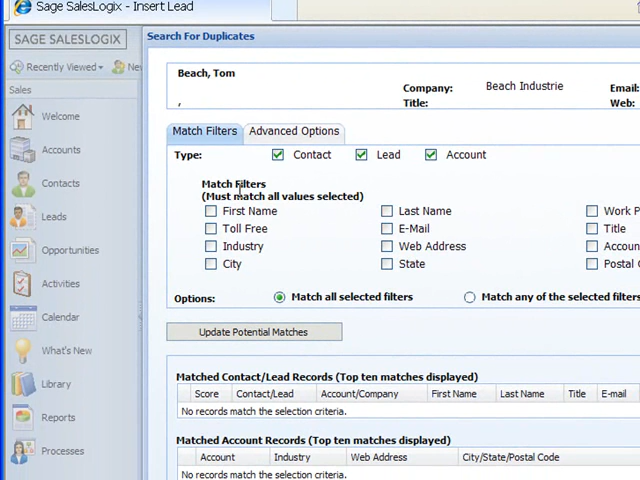 Sage SalesLogix - Insert Lead
SAGE SALESLOGIX
Recently Viewed
Sales
Welcome
Accounts
Contacts
Leads
Opportunities
Activities
Calendar
What's New
Library
Reports
Processes
Search For Duplicates
Beach, Tom
,
Company: Beach Industrie Email:
Title: Web:
Match Filters Advanced Options
Type: Contact Lead Account
Match Filters
(Must match all values selected)
First Name Last Name Work P
Toll Free E-Mail Title
Industry Web Address Accoun
City State Postal
Options: Match all selected filters Match any of the selected filters
Update Potential Matches
Matched Contact/Lead Records (Top ten matches displayed)
Score Contact/Lead Account/Company First Name Last Name Title E-mail
No records match the selection criteria.
Matched Account Records (Top ten matches displayed)
Account Industry Web Address City/State/Postal Code
No records match the selection criteria.